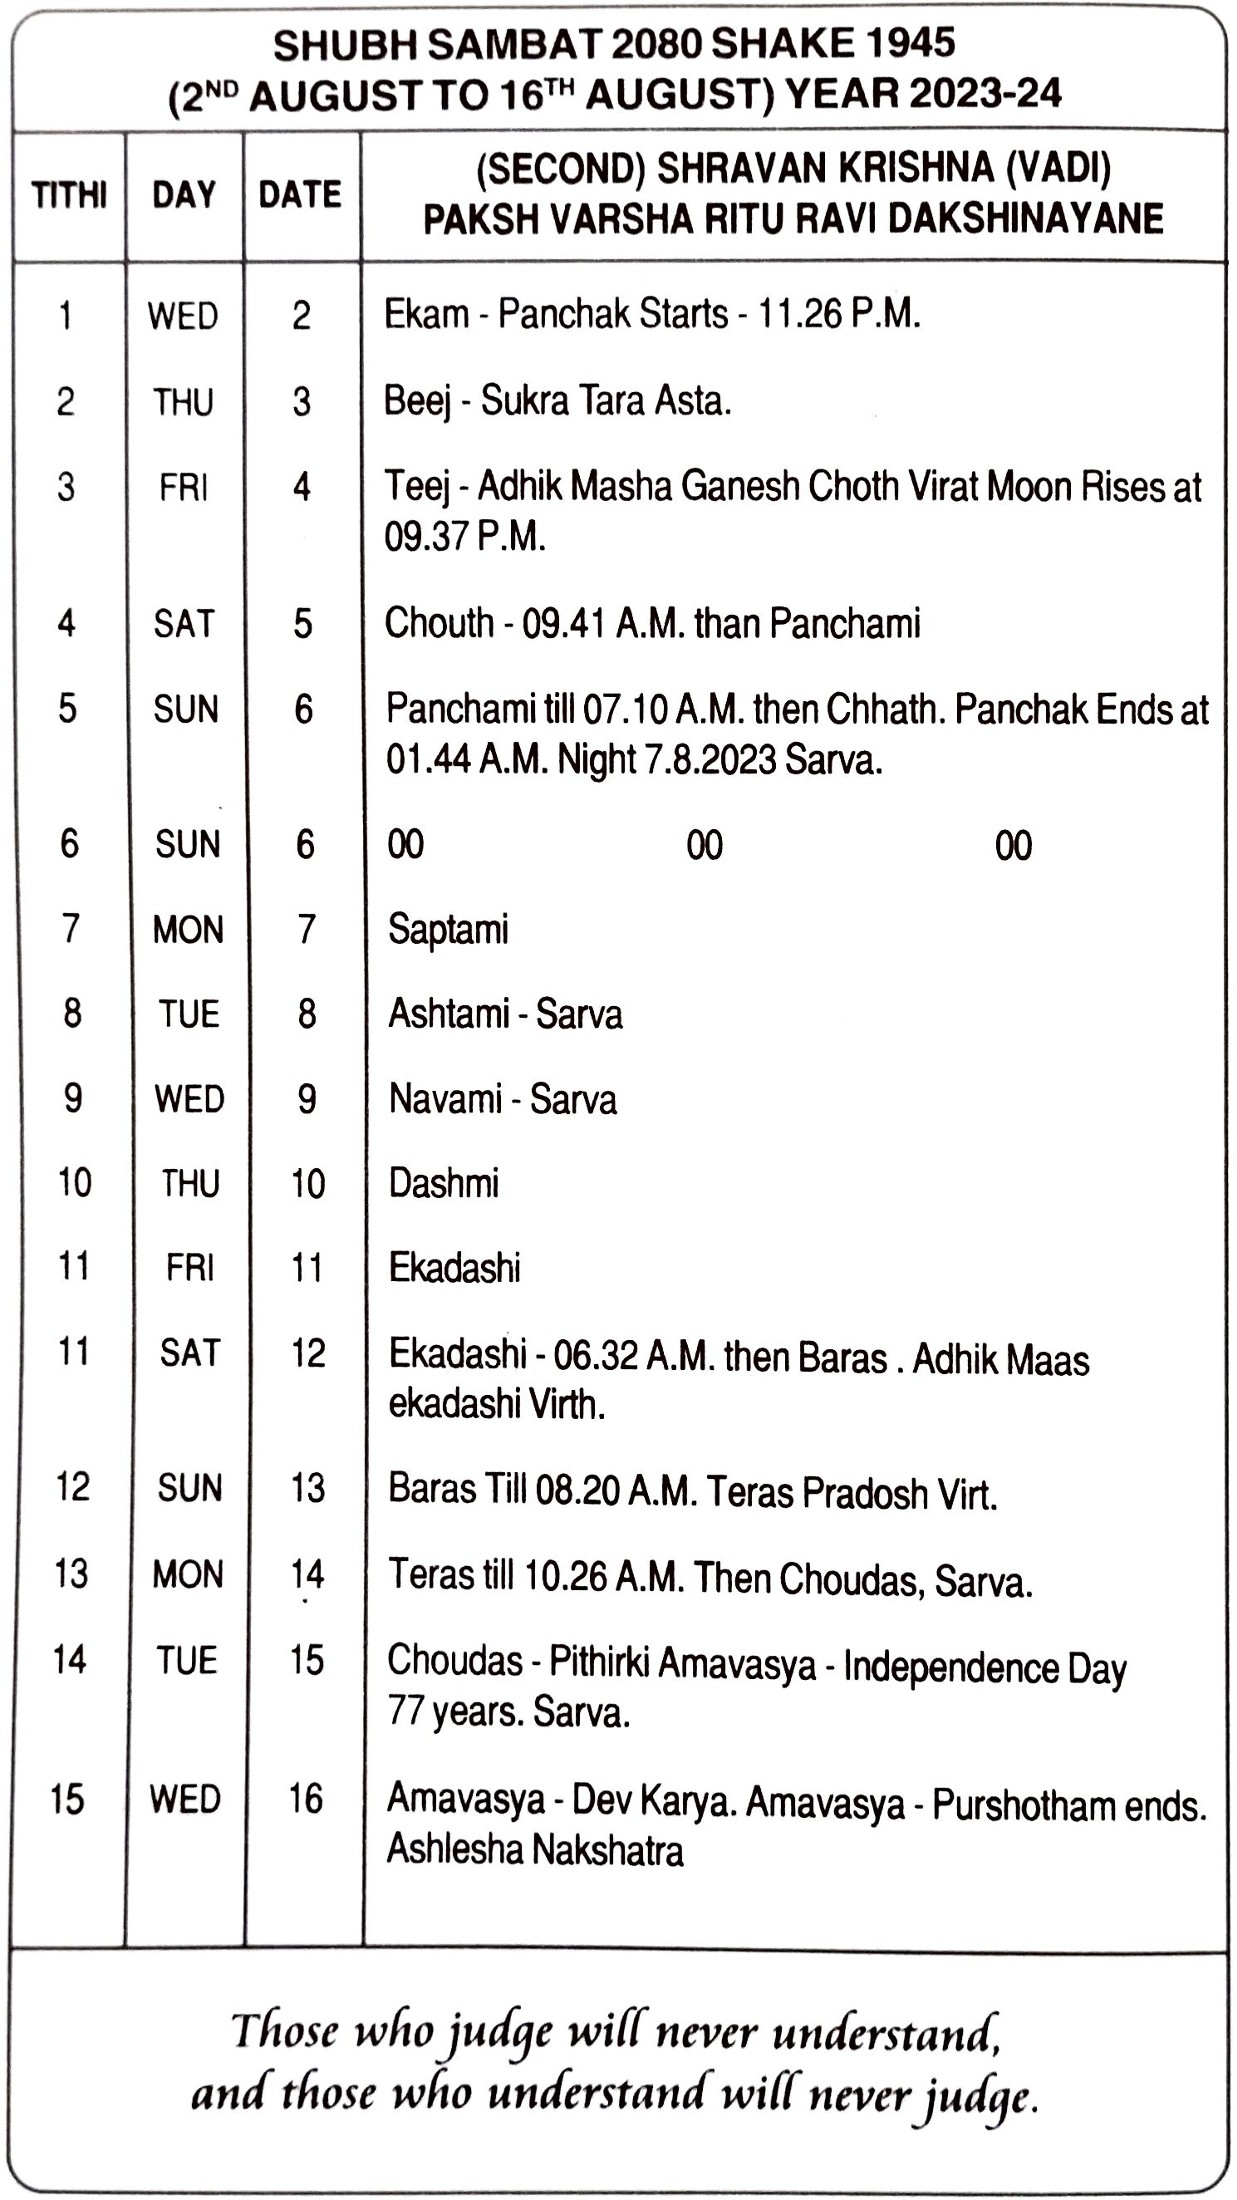 SHUBH SAMBAT 2080 SHAKE 1945
(2ND AUGUST TO 16TH AUGUST) YEAR 2023-24
TITHI DAY DATE (SECOND) SHRAVAN KRISHNA (VADI)
PAKSH VARSHA RITU RAVI DAKSHINAYANE
1 WED 2 Ekam - Panchak Starts - 11.26 P.M.
2 THU 3 Beej - Sukra Tara Asta.
3 FRI 4 Teej - Adhik Masha Ganesh Choth Virat Moon Rises at
09.37 P.M.
4 SAT 5 Chouth - 09.41 A.M. than Panchami
5 SUN 6 Panchami till 07.10 A.M. then Chhath. Panchak Ends at
01.44 A.M. Night 7.8.2023 Sarva.
6 SUN 6 00 00 00
7 MON 7 Saptami
8 TUE 8 Ashtami - Sarva
9 WED 9 Navami - Sarva
10 THU 10 Dashmi
11 FRI 11 Ekadashi
11 SAT 12 Ekadashi - 06.32 A.M. then Baras . Adhik Maas
ekadashi Virth.
12 SUN 13 Baras Till 08.20 A.M. Teras Pradosh Virt.
13 MON 14 Teras till 10.26 A.M. Then Choudas, Sarva.
14 TUE 15 Choudas - Pithirki Amavasya - Independence Day
77 years. Sarva.
15 WED 16 Amavasya - Dev Karya. Amavasya - Purshotham ends.
Ashlesha Nakshatra
Those who judge will never understand,
and those who understand will never judge.